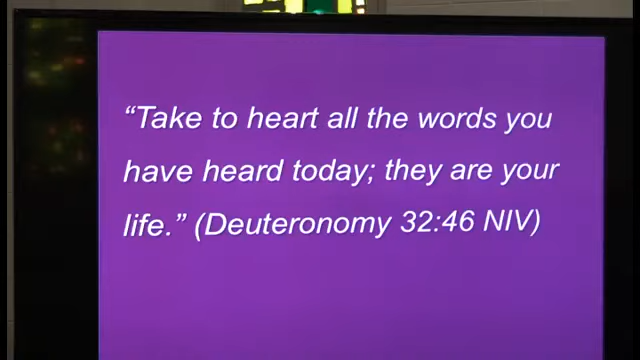 “Take to heart all the words you
have heard today; they are your
life.” (Deuteronomy 32:46 NIV)